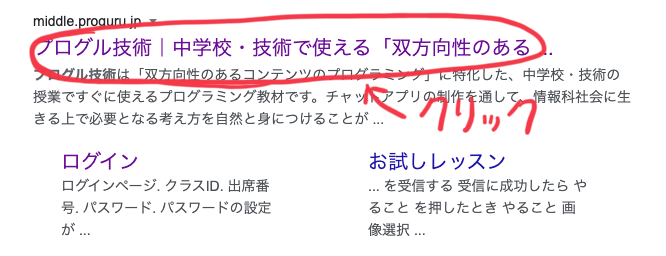 middle.proguru.jp
プログル技術｜中学校・技術で使える「双方向性のある ...
プログル技術は「双方向性のあるコンテンツのプログラミング」に特化した、中学校・技術の
授業ですぐに使えるプログラミング教材です。チャットアプリの制作を通して、情報科社会に生
きる上で必要となる考え方を自然と身につけることが ...
クリック
ログイン
ログインページ. クラスID. 出席番
号. パスワード. パスワードの設定
が ...
お試しレッスン
... を受信する 受信に成功したら や
ること を押したとき やること 画
像選択 ...